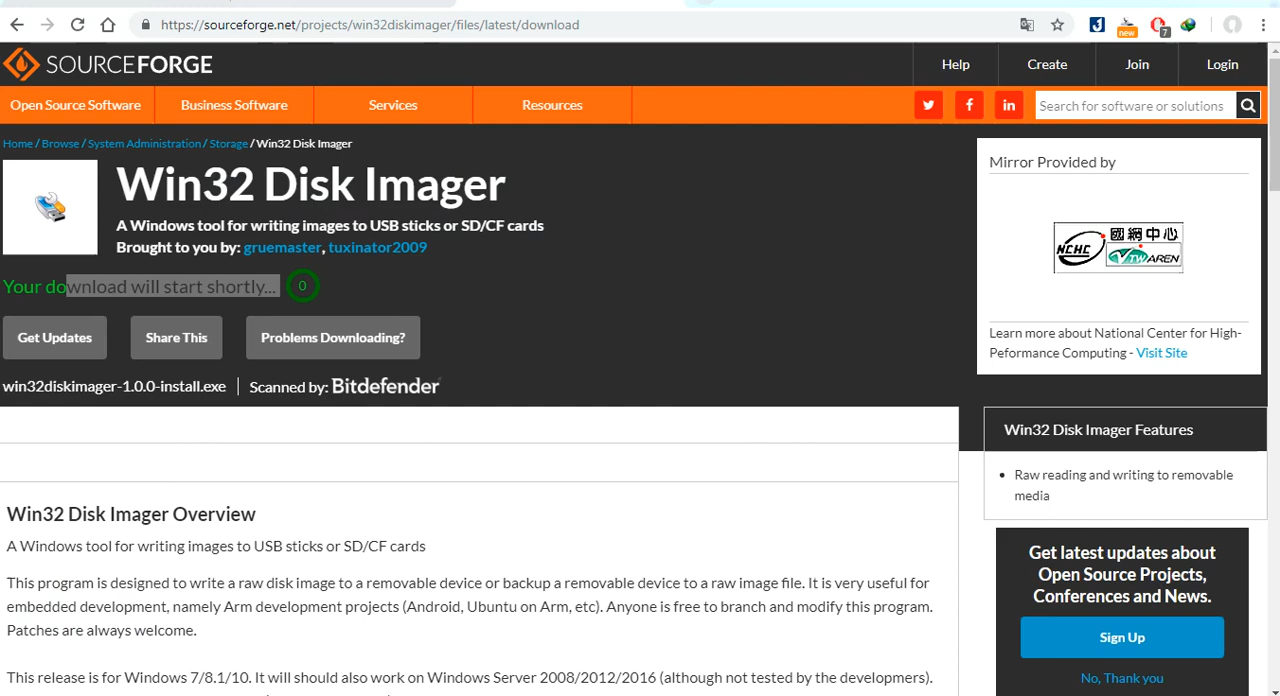 https://sourceforge.net/projects/win32diskimager/files/latest/download
new
7
SOURCEFORGE
Help
Create
Join
Login
Open Source Software
Business Software
Services
Resources
Search for software or solutions
Home / Browse / System Administration / Storage / Win32 Disk Imager
Win32 Disk Imager
A Windows tool for writing images to USB sticks or SD/CF cards
Brought to you by: gruemaster, tuxinator2009
Your download will start shortly... 0
Get Updates
Share This
Problems Downloading?
win32diskimager-1.0.0-install.exe | Scanned by: Bitdefender
Mirror Provided by
NCHC
國網中心
TWAREN
Learn more about National Center for High-
Peformance Computing - Visit Site
Win32 Disk Imager Features
• Raw reading and writing to removable
media
Get latest updates about
Open Source Projects,
Conferences and News.
Sign Up
No, Thank you
Win32 Disk Imager Overview
A Windows tool for writing images to USB sticks or SD/CF cards
This program is designed to write a raw disk image to a removable device or backup a removable device to a raw image file. It is very useful for
embedded development, namely Arm development projects (Android, Ubuntu on Arm, etc). Anyone is free to branch and modify this program.
Patches are always welcome.
This release is for Windows 7/8.1/10. It will should also work on Windows Server 2008/2012/2016 (although not tested by the developers).